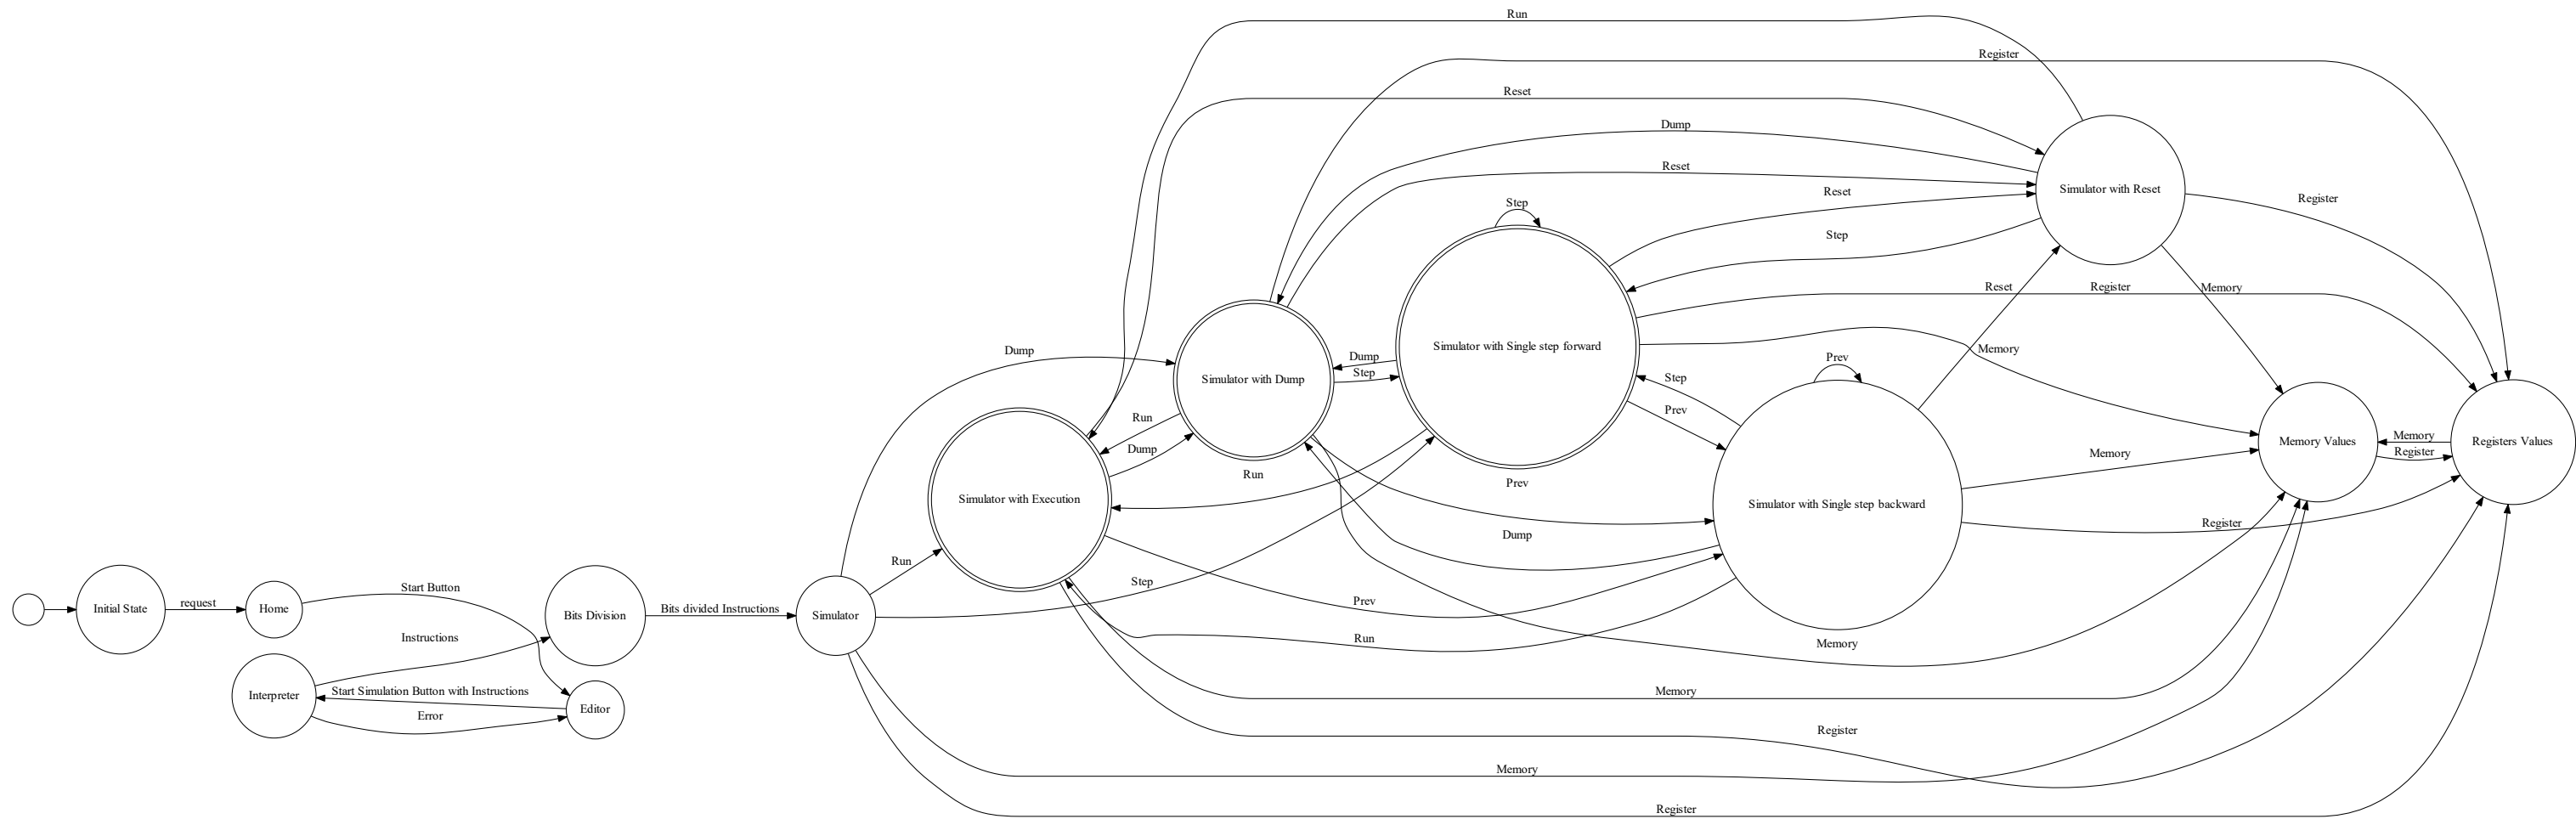 Run
Register
Reset
Dump
Reset
Reset
Simulator with Reset
Register
Step
Step
Reset
Register
Memory
Simulator with Single step forward
Memory
Dump
Dump
Step
Prev
Step
Simulator with Dump
Prev
Run
Memory
Memory Values
Registers Values
Dump
Register
Memory
Run
Prev
Simulator with Execution
Simulator with Single step backward
Register
Dump
Run
Step
Start Button
Prev
request
Initial State
Home
Bits Division
Bits divided Instructions
Simulator
Instructions
Run
Memory
Start Simulation Button with Instructions
Memory
Interpreter
Error
Editor
Register
Memory
Register